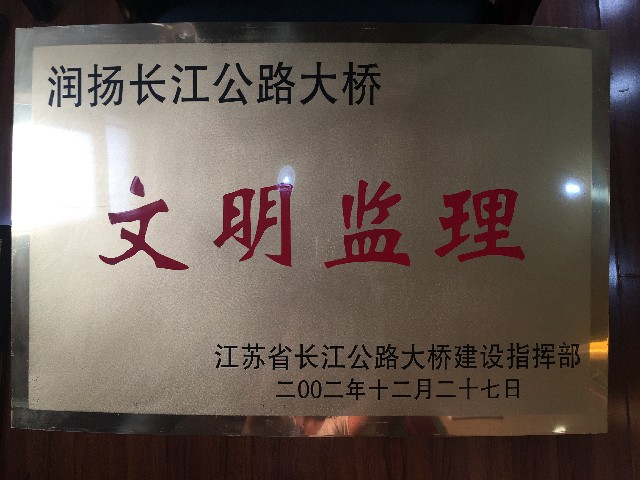 润扬长江公路大桥
文明监理
江苏省长江公路大桥建设指挥部
二00二年十二月二十七日